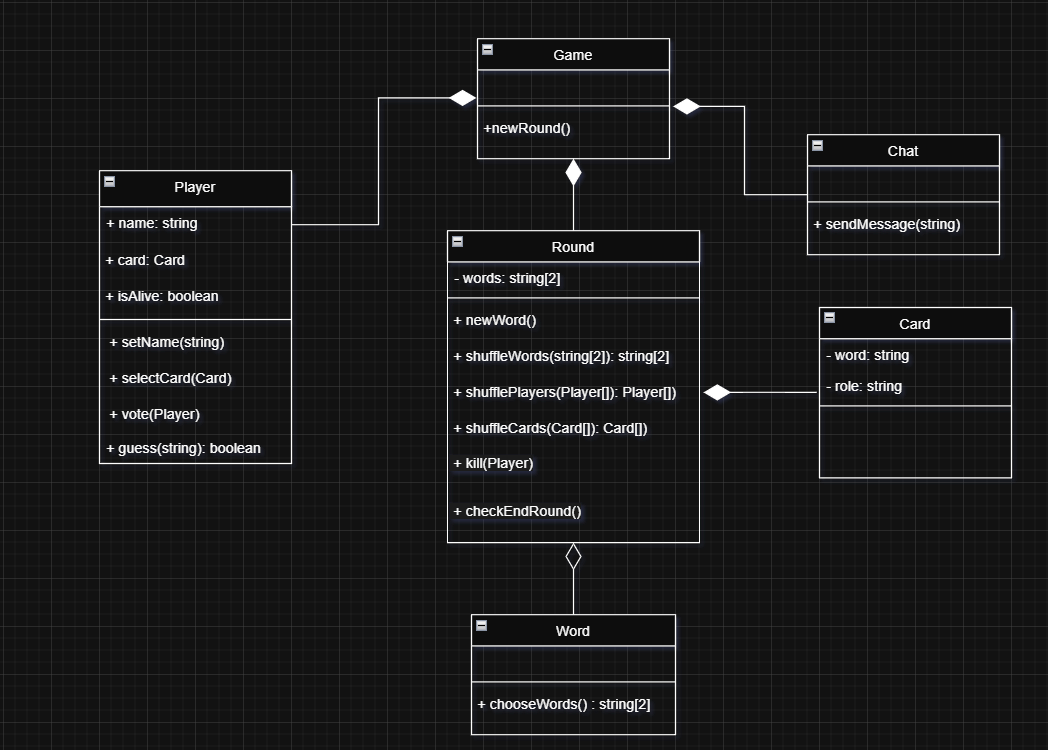 Game
+newRound()
Chat
+ sendMessage(string)
Player
+ name: string
+ card: Card
+ isAlive: boolean
+ setName(string)
+ selectCard(Card)
+ vote(Player)
+ guess(string): boolean
Round
- words: string[2]
+ newWord()
+ shuffleWords(string[2]): string[2]
+ shufflePlayers(Player[]): Player[])
+ shuffleCards(Card[]): Card[])
+ kill(Player)
+ checkEndRound()
Card
- word: string
- role: string
Word
+ chooseWords() : string[2]